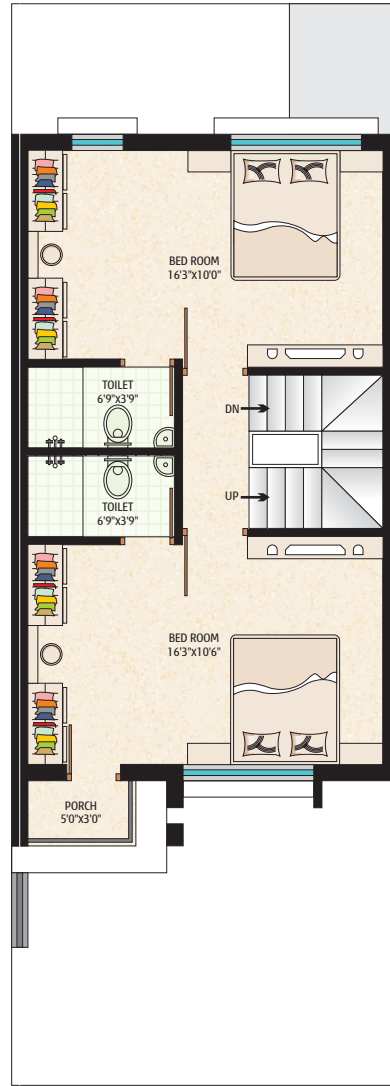 BED ROOM
16'3"x10'0"
TOILET
6'9"x3'9"
DN
TOILET
6'9"x3'9"
UP
BED ROOM
16'3"x10'6"
PORCH
5'0"x3'0"